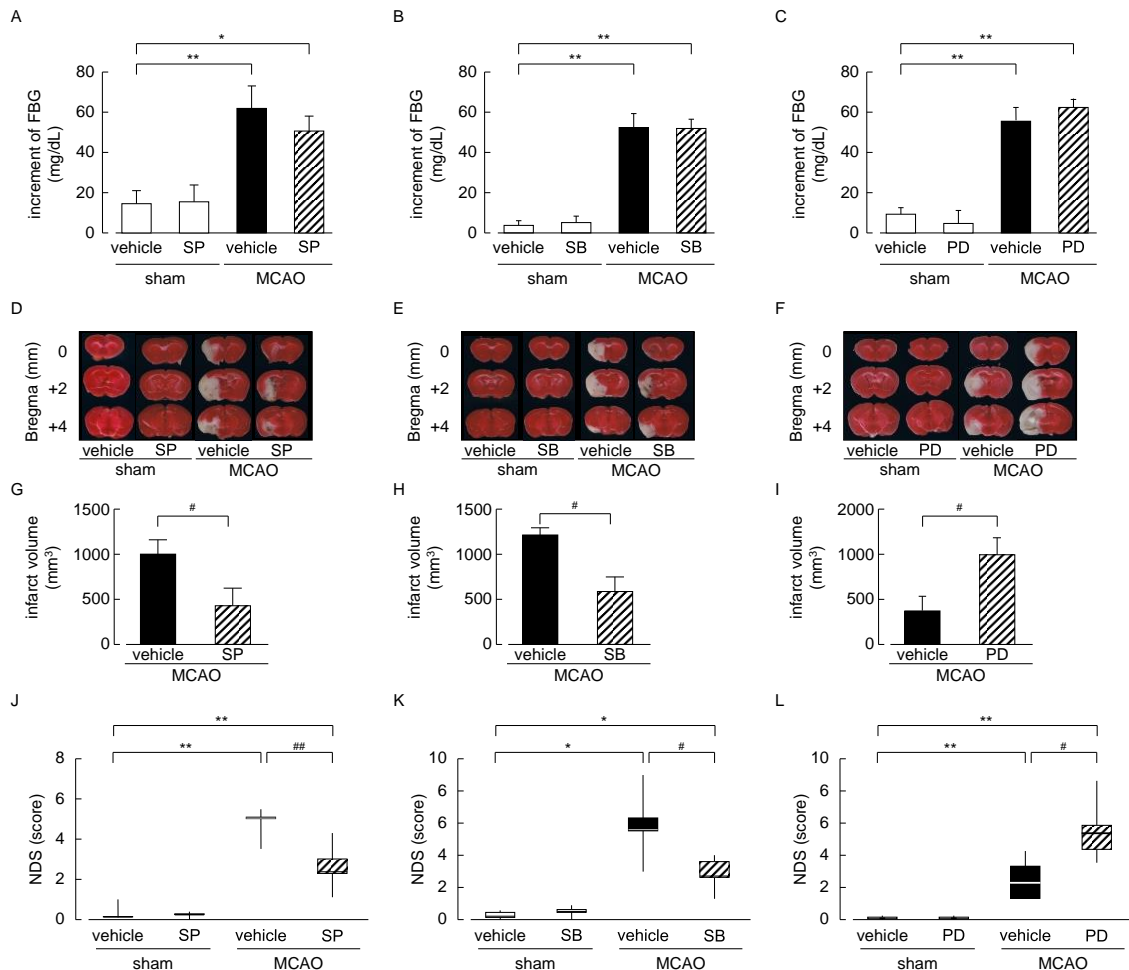 A
B
C
* ** ** ** ** **
increment of FBG (mg/dL)
80
60
40
20
0
vehicle SP vehicle SP
sham MCAO
increment of FBG (mg/dL)
80
60
40
20
0
vehicle SB vehicle SB
sham MCAO
increment of FBG (mg/dL)
80
60
40
20
0
vehicle PD vehicle PD
sham MCAO
D
Bregma (mm)
0
+2
+4
vehicle SP vehicle SP
sham MCAO
E
Bregma (mm)
0
+2
+4
vehicle SB vehicle SB
sham MCAO
F
Bregma (mm)
0
+2
+4
vehicle PD vehicle PD
sham MCAO
G
#
infarct volume (mm³)
1500
1000
500
0
vehicle SP
MCAO
H
#
infarct volume (mm³)
1500
1000
500
0
vehicle SB
MCAO
I
#
infarct volume (mm³)
2000
1000
500
0
vehicle PD
MCAO
J
**
** ##
NDS (score)
8
6
4
2
0
vehicle SP vehicle SP
sham MCAO
K
*
* #
NDS (score)
10
6
6
4
2
0
vehicle SB vehicle SB
sham MCAO
L
**
** #
NDS (score)
10
6
6
4
2
0
vehicle PD vehicle PD
sham MCAO